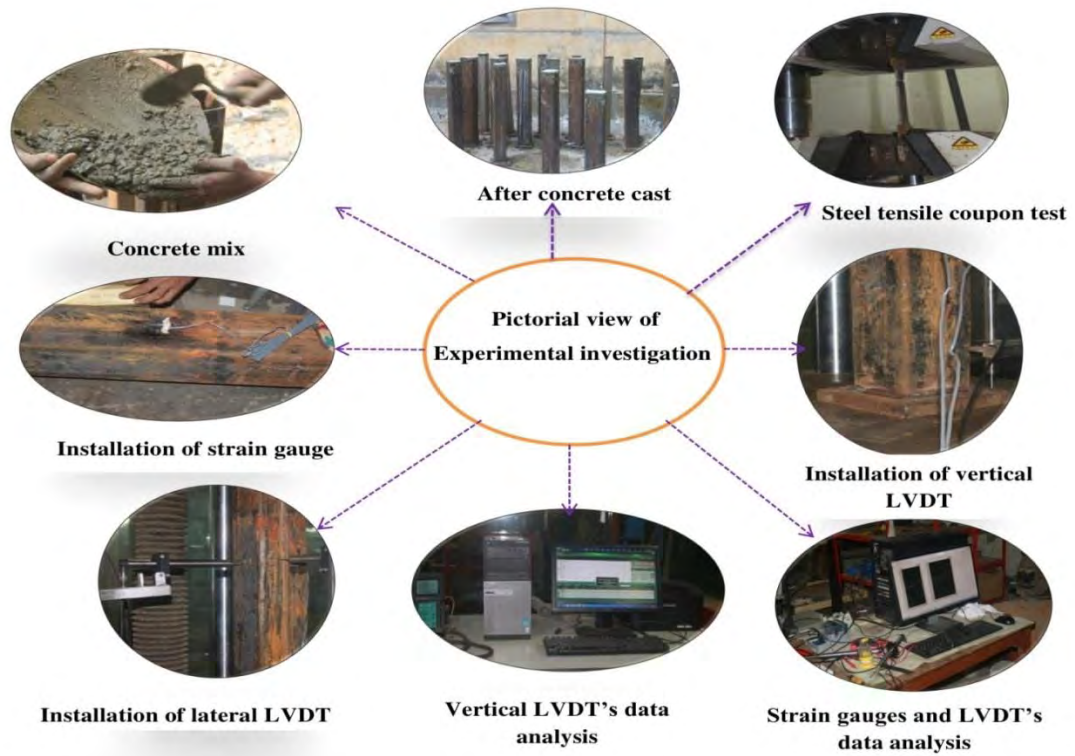 After concrete cast
Steel tensile coupon test
Concrete mix
Pictorial view of
Experimental investigation
Installation of strain gauge
Installation of vertical
LVDT
Installation of lateral LVDT
Vertical LVDT's data
analysis
Strain gauges and LVDT's
data analysis